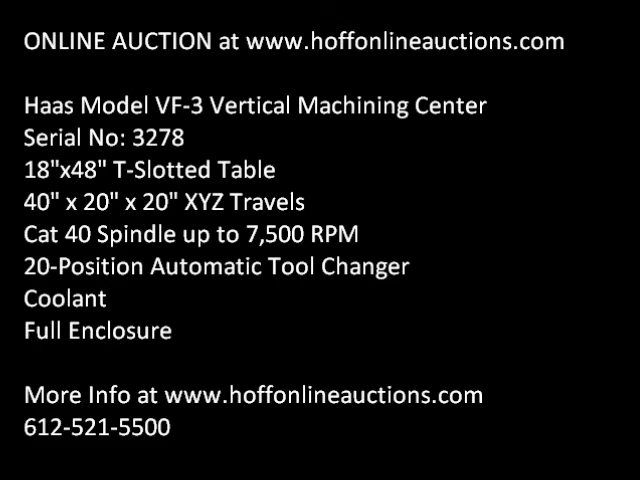 ONLINE AUCTION at www.hoffonlineauctions.com
Haas Model VF-3 Vertical Machining Center
Serial No: 3278
18"x48" T-Slotted Table
40" x 20" x 20" XYZ Travels
Cat 40 Spindle up to 7,500 RPM
20-Position Automatic Tool Changer
Coolant
Full Enclosure
More Info at www.hoffonlineauctions.com
612-521-5500